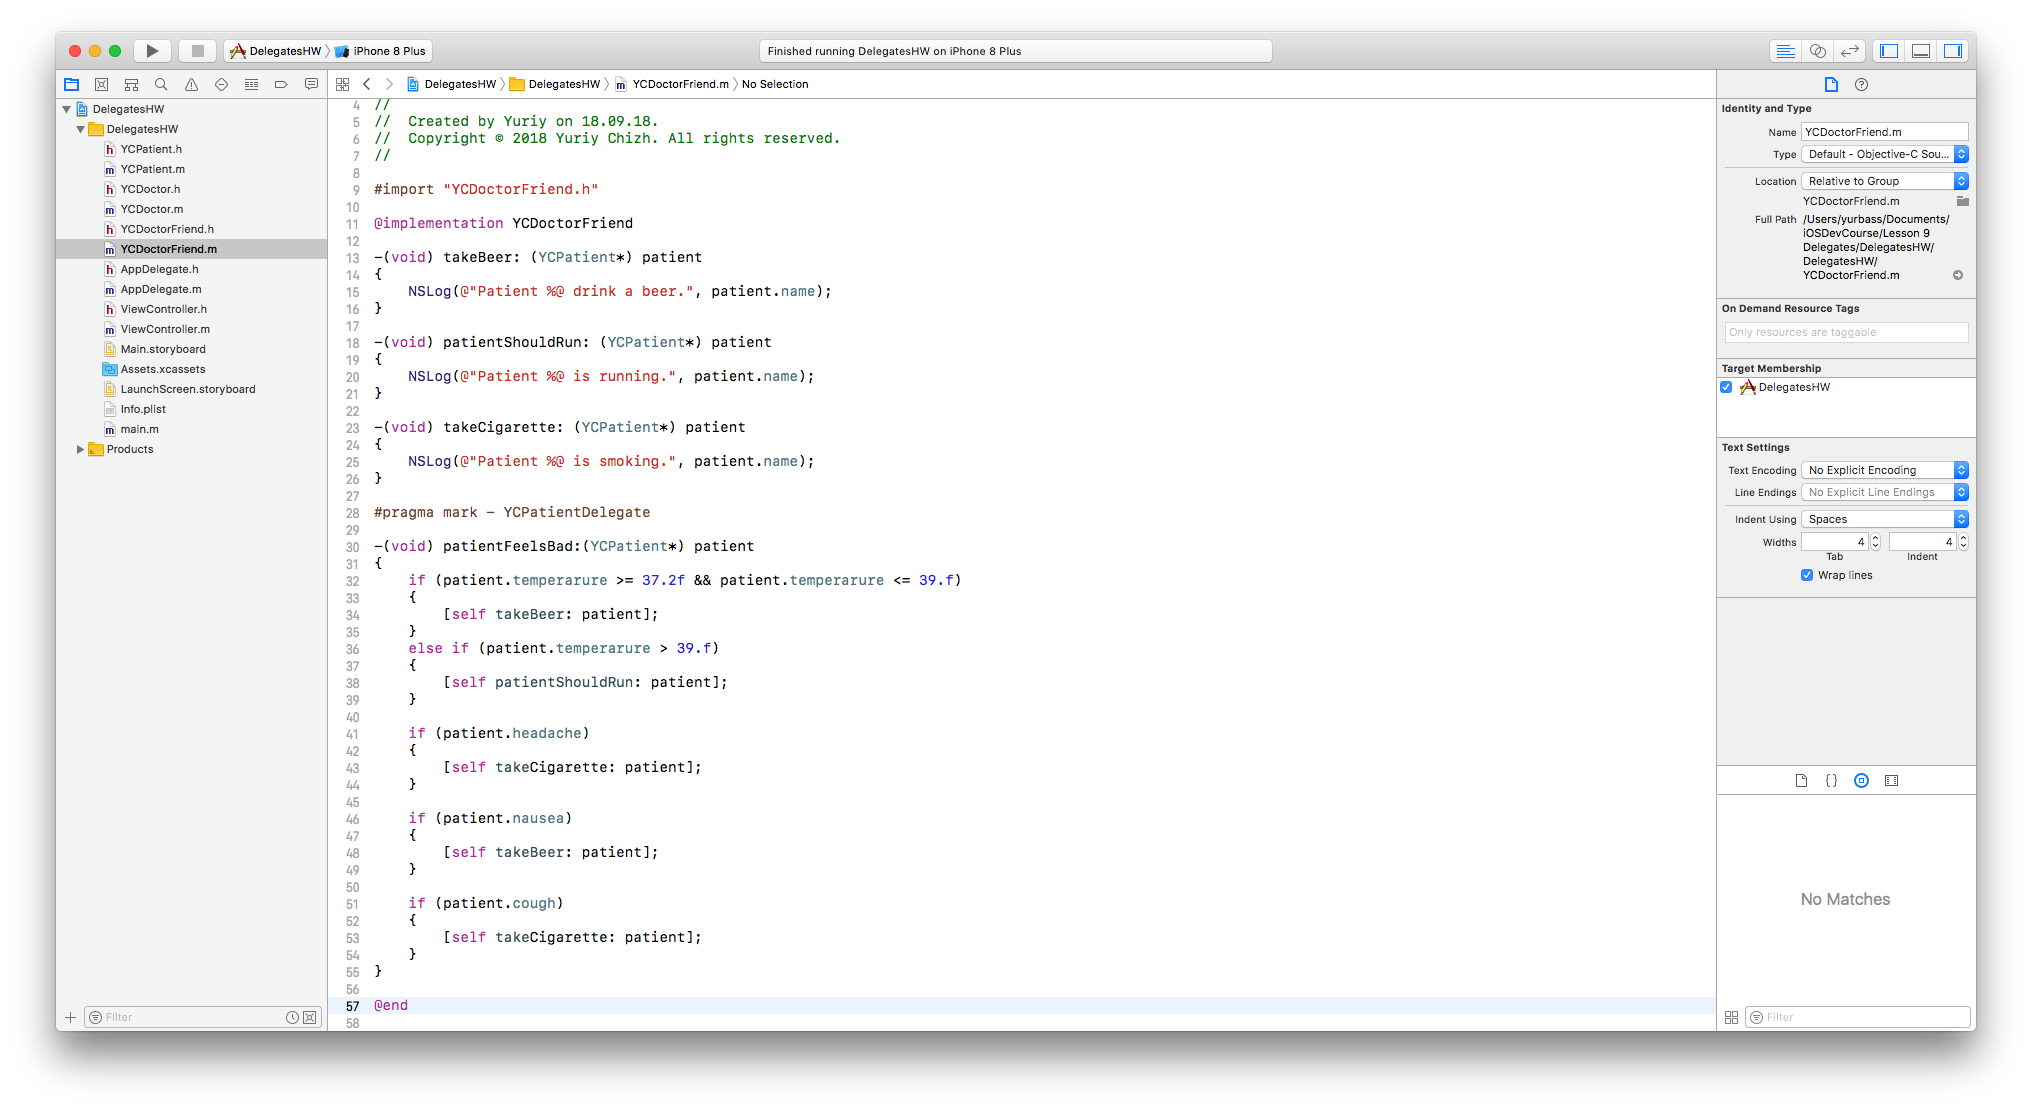 DelegatesHW
iPhone 8 Plus
Finished running DelegatesHW on iPhone 8 Plus
DelegatesHW
DelegatesHW
YCPatient.h
YCPatient.m
YCDoctor.h
YCDoctor.m
YCDoctorFriend.h
YCDoctorFriend.m
AppDelegate.h
AppDelegate.m
ViewController.h
ViewController.m
Main.storyboard
Assets.xcassets
LaunchScreen.storyboard
Info.plist
main.m
Products
Filter
DelegatesHW
DelegatesHW
YCDoctorFriend.m
No Selection
4 //
5 //  Created by Yuriy on 18.09.18.
6 //  Copyright © 2018 Yuriy Chizh. All rights reserved.
7 //
8
9 #import "YCDoctorFriend.h"
10
11 @implementation YCDoctorFriend
12
13 -(void) takeBeer: (YCPatient*) patient
14 {
15     NSLog(@"Patient %@ drink a beer.", patient.name);
16 }
17
18 -(void) patientShouldRun: (YCPatient*) patient
19 {
20     NSLog(@"Patient %@ is running.", patient.name);
21 }
22
23 -(void) takeCigarette: (YCPatient*) patient
24 {
25     NSLog(@"Patient %@ is smoking.", patient.name);
26 }
27
28 #pragma mark - YCPatientDelegate
29
30 -(void) patientFeelsBad:(YCPatient*) patient
31 {
32     if (patient.temperarure >= 37.2f && patient.temperarure <= 39.f)
33     {
34         [self takeBeer: patient];
35     }
36     else if (patient.temperarure > 39.f)
37     {
38         [self patientShouldRun: patient];
39     }
40
41     if (patient.headache)
42     {
43         [self takeCigarette: patient];
44     }
45
46     if (patient.nausea)
47     {
48         [self takeBeer: patient];
49     }
50
51     if (patient.cough)
52     {
53         [self takeCigarette: patient];
54     }
55 }
56
57 @end
58
Identity and Type
Name YCDoctorFriend.m
Type Default - Objective-C Sou...
Location Relative to Group
YCDoctorFriend.m
Full Path /Users/yurbass/Documents/
iOSDevCourse/Lesson 9
Delegates/DelegatesHW/
DelegatesHW/
YCDoctorFriend.m
On Demand Resource Tags
Only resources are taggable
Target Membership
DelegatesHW
Text Settings
Text Encoding No Explicit Encoding
Line Endings No Explicit Line Endings
Indent Using Spaces
Widths 4 4
Tab Indent
Wrap lines
No Matches
Filter